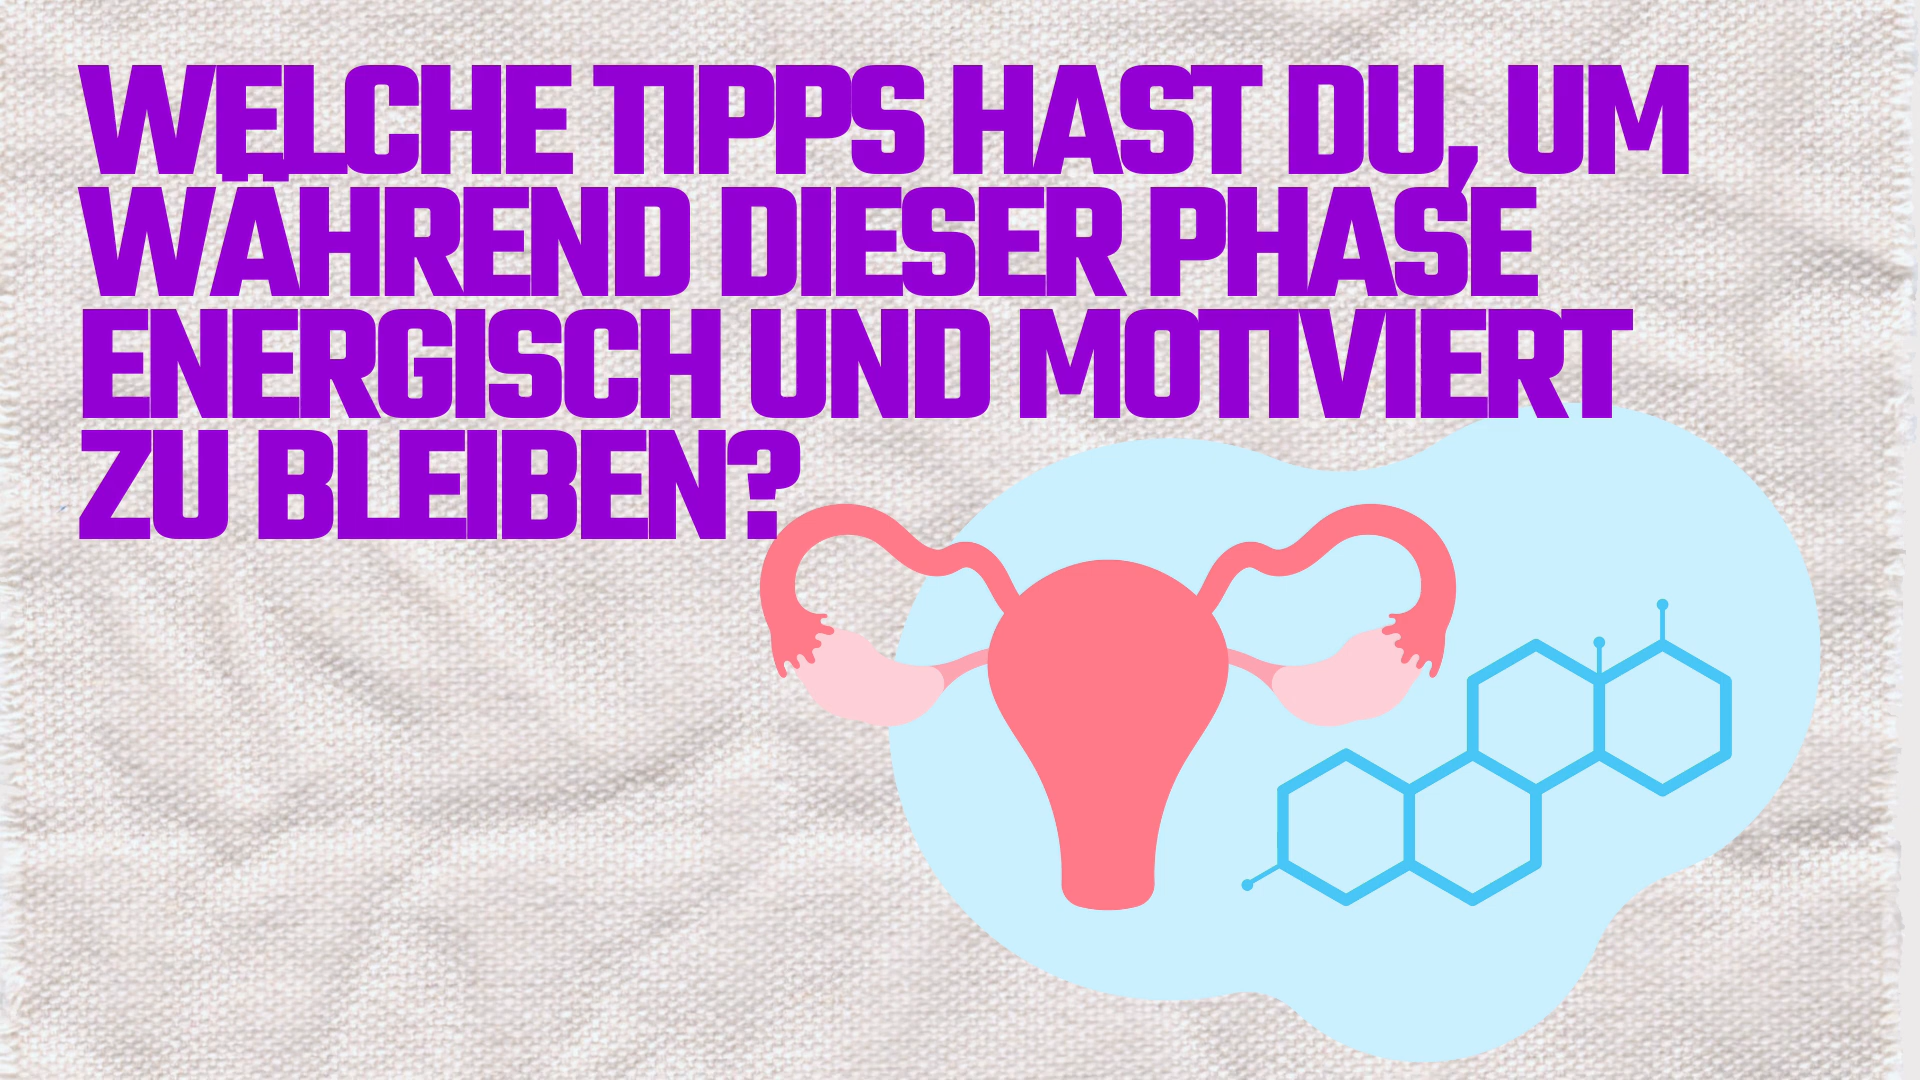 WELCHE TIPPS HAST DU, UM
WÄHREND DIESER PHASE
ENERGISCH UND MOTIVIERT
ZU BLEIBEN?